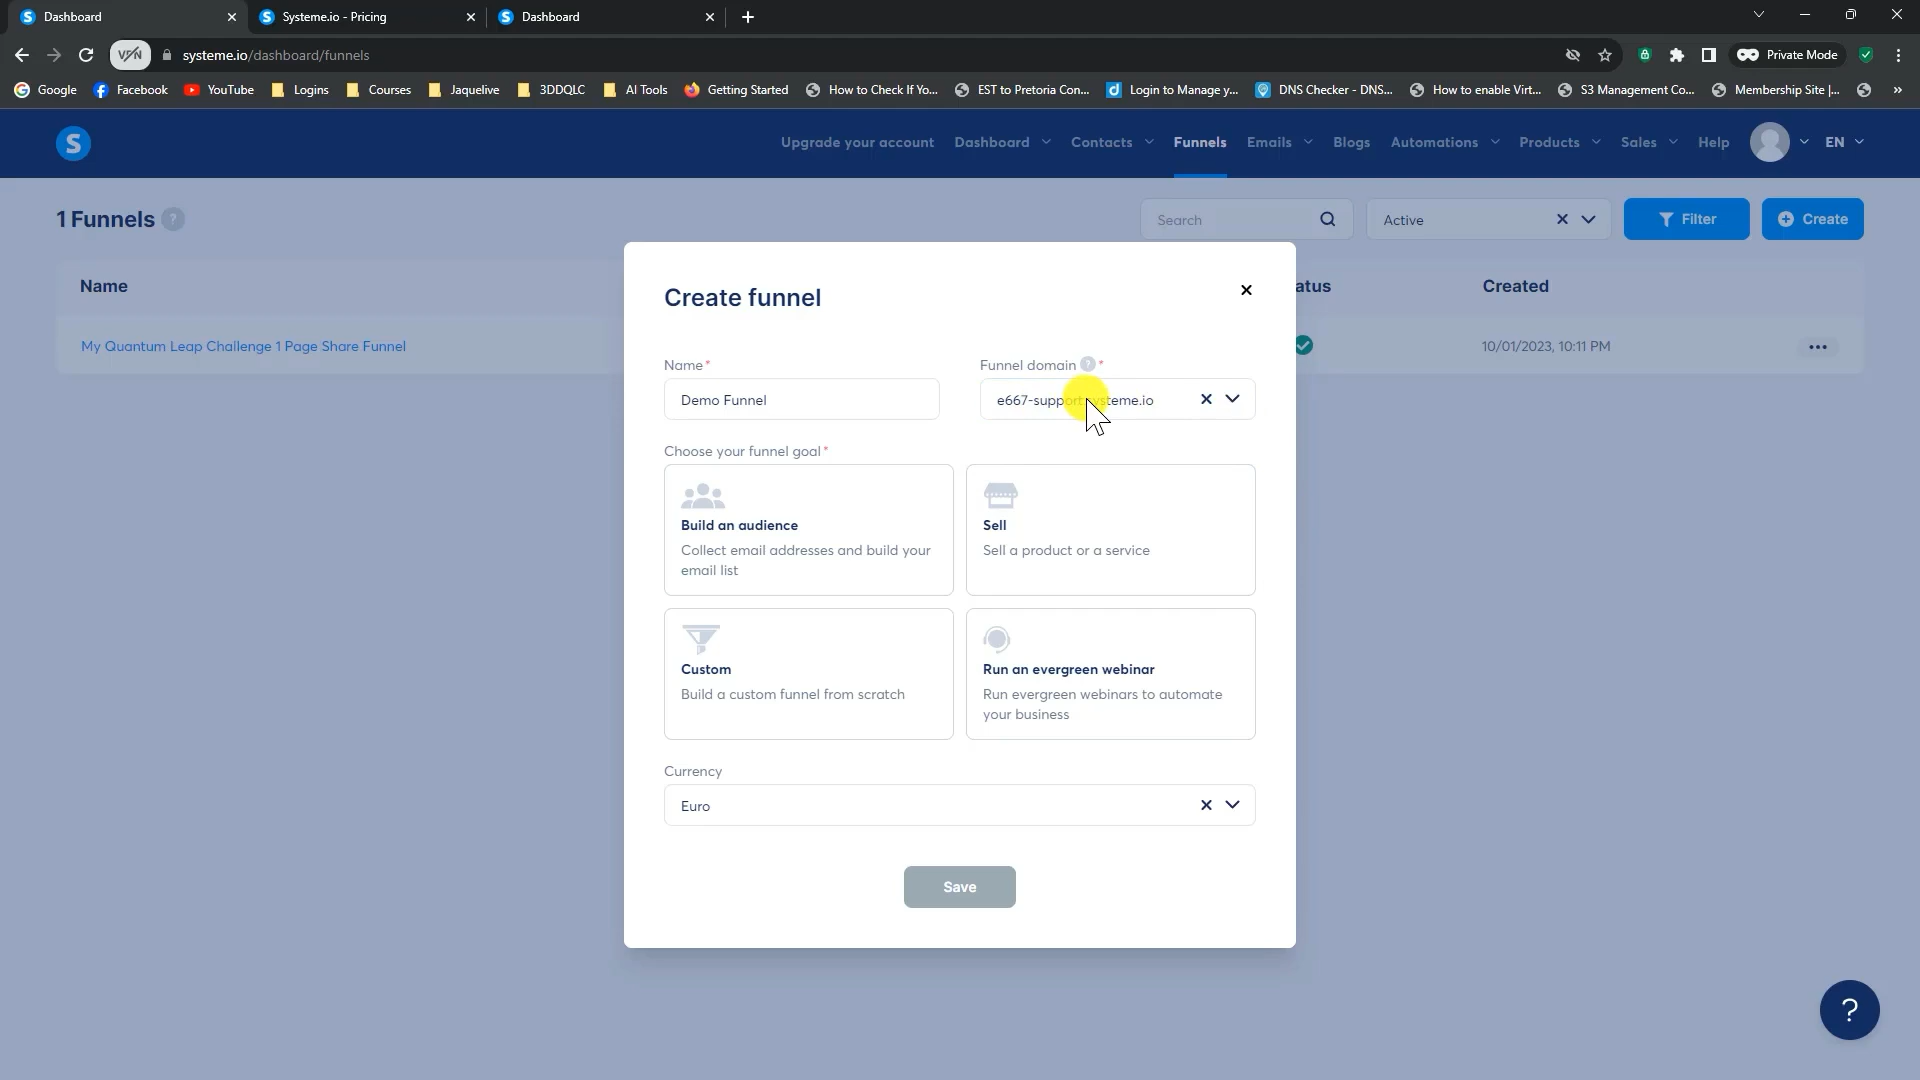 Dashboard
Systeme.io - Pricing
Dashboard
VPN
systeme.io/dashboard/funnels
Private Mode
Google
Facebook
YouTube
Logins
Courses
Jaquelive
3DDQLC
AI Tools
Getting Started
How to Check If Yo...
EST to Pretoria Con...
Login to Manage y...
DNS Checker - DNS...
How to enable Virt...
S3 Management Co...
Membership Site |...
»
S
Upgrade your account
Dashboard
Contacts
Funnels
Emails
Blogs
Automations
Products
Sales
Help
EN
1 Funnels ?
Search
Active
Filter
Create
Name
atus
Created
My Quantum Leap Challenge 1 Page Share Funnel
10/01/2023, 10:11 PM
Create funnel
Name*
Funnel domain ? *
Demo Funnel
e667-support systeme.io
Choose your funnel goal*
Build an audience
Collect email addresses and build your
email list
Sell
Sell a product or a service
Custom
Build a custom funnel from scratch
Run an evergreen webinar
Run evergreen webinars to automate
your business
Currency
Euro
Save
?